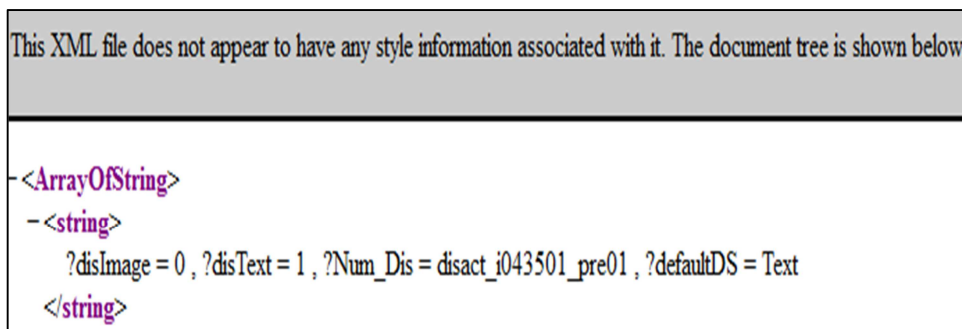 This XML file does not appear to have any style information associated with it. The document tree is shown below
-<ArrayOfString>
-<string>
?disImage = 0 , ?disText = 1 , ?Num_Dis = disact_i043501_pre01 , ?defaultDS = Text
</string>